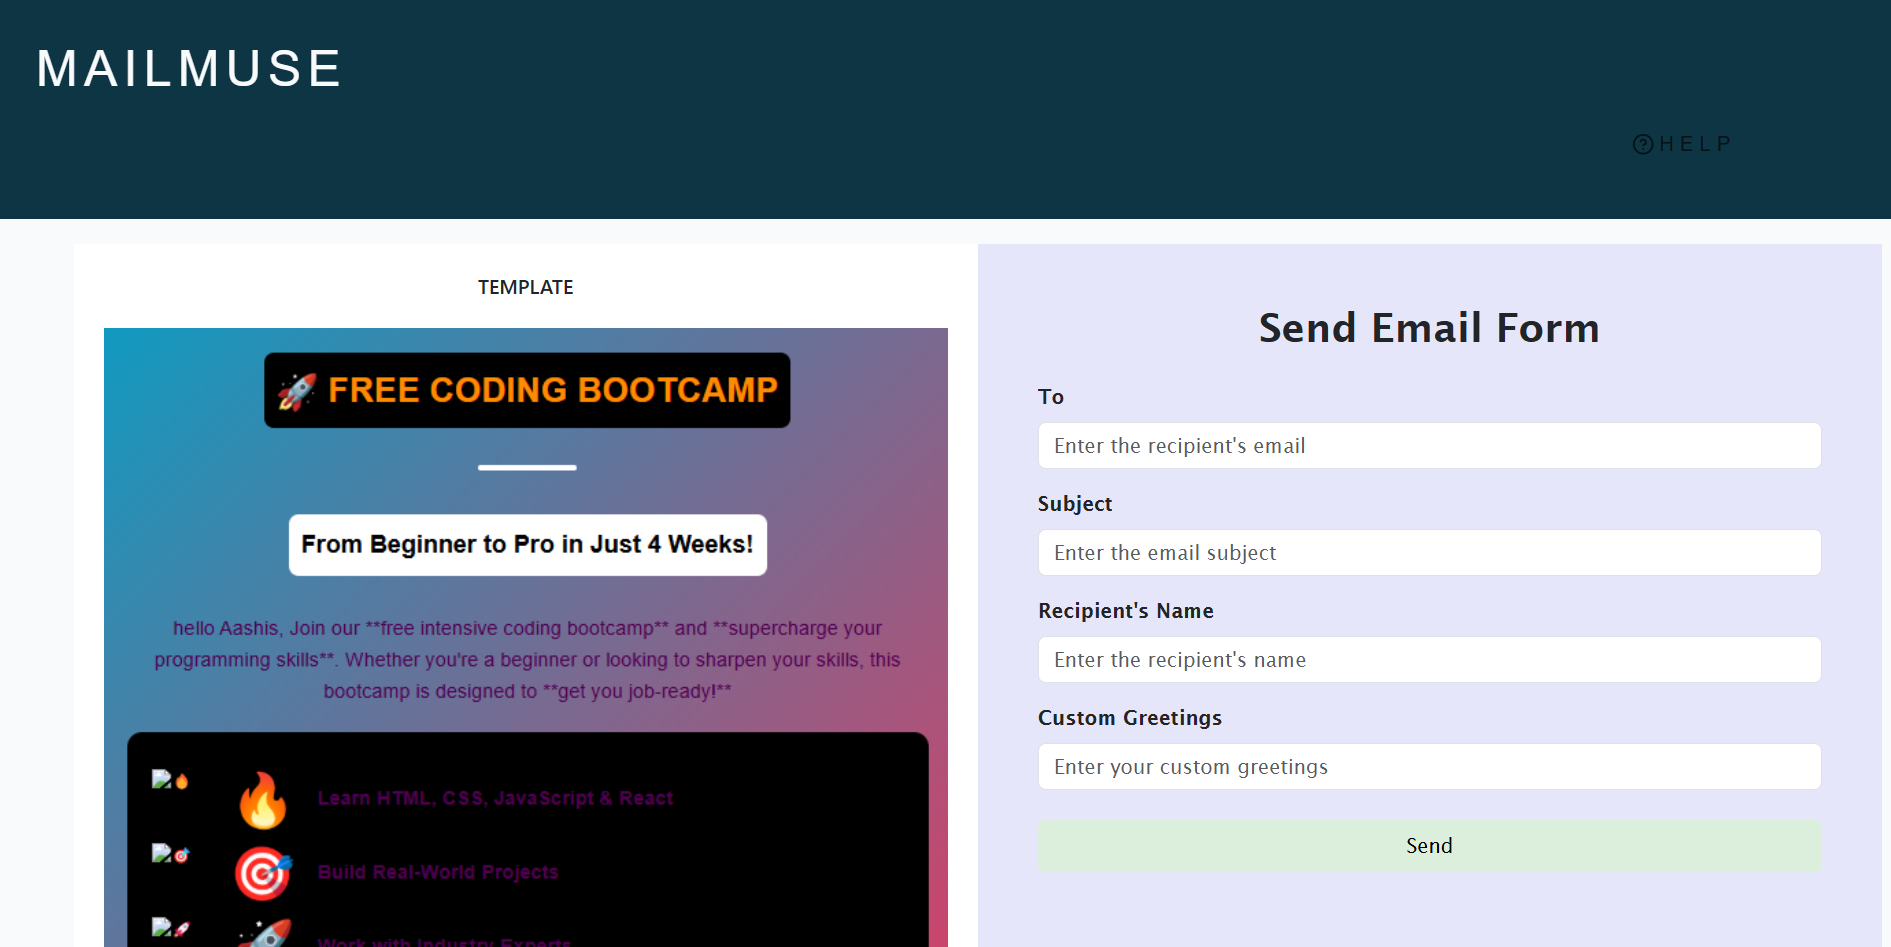 MAILMUSE
HELP
TEMPLATE
FREE CODING BOOTCAMP
From Beginner to Pro in Just 4 Weeks!
hello Aashis, Join our **free intensive coding bootcamp** and **supercharge your
programming skills**. Whether you're a beginner or looking to sharpen your skills, this
bootcamp is designed to **get you job-ready!**
Learn HTML, CSS, JavaScript & React
Build Real-World Projects
Work with Industry Experts
Send Email Form
To
Enter the recipient's email
Subject
Enter the email subject
Recipient's Name
Enter the recipient's name
Custom Greetings
Enter your custom greetings
Send